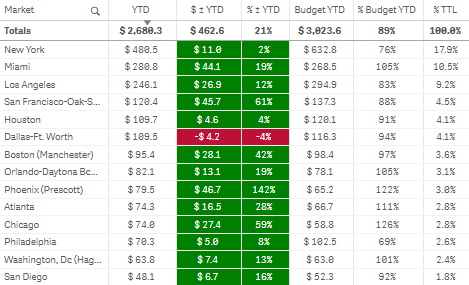 Market YTD $ ± YTD % ± YTD Budget YTD % Budget YTD % TTL
Totals $ 2,680.3 $ 462.6 21% $ 3,023.6 89% 100.0%
New York $ 480.5 $ 11.0 2% $ 632.8 76% 17.9%
Miami $ 280.8 $ 44.1 19% $ 268.5 105% 10.5%
Los Angeles $ 246.1 $ 26.9 12% $ 294.8 83% 9.2%
San Francisco-Oak-S... $ 120.4 $ 45.7 61% $ 137.3 88% 4.5%
Houston $ 109.7 $ 4.6 4% $ 120.1 91% 4.1%
Dallas-Ft. Worth $ 109.5 -$ 4.2 -4% $ 116.3 94% 4.1%
Boston (Manchester) $ 95.4 $ 28.1 42% $ 98.4 97% 3.6%
Orlando-Daytona Bc... $ 82.1 $ 13.1 19% $ 78.1 105% 3.1%
Phoenix (Prescott) $ 79.5 $ 46.7 142% $ 65.2 122% 3.0%
Atlanta $ 74.3 $ 16.5 28% $ 66.7 111% 2.8%
Chicago $ 74.0 $ 27.4 59% $ 58.8 126% 2.8%
Philadelphia $ 70.3 $ 5.0 8% $ 102.5 69% 2.6%
Washington, Dc (Hag... $ 63.8 $ 7.4 13% $ 63.0 101% 2.4%
San Diego $ 48.1 $ 6.7 16% $ 52.3 92% 1.8%